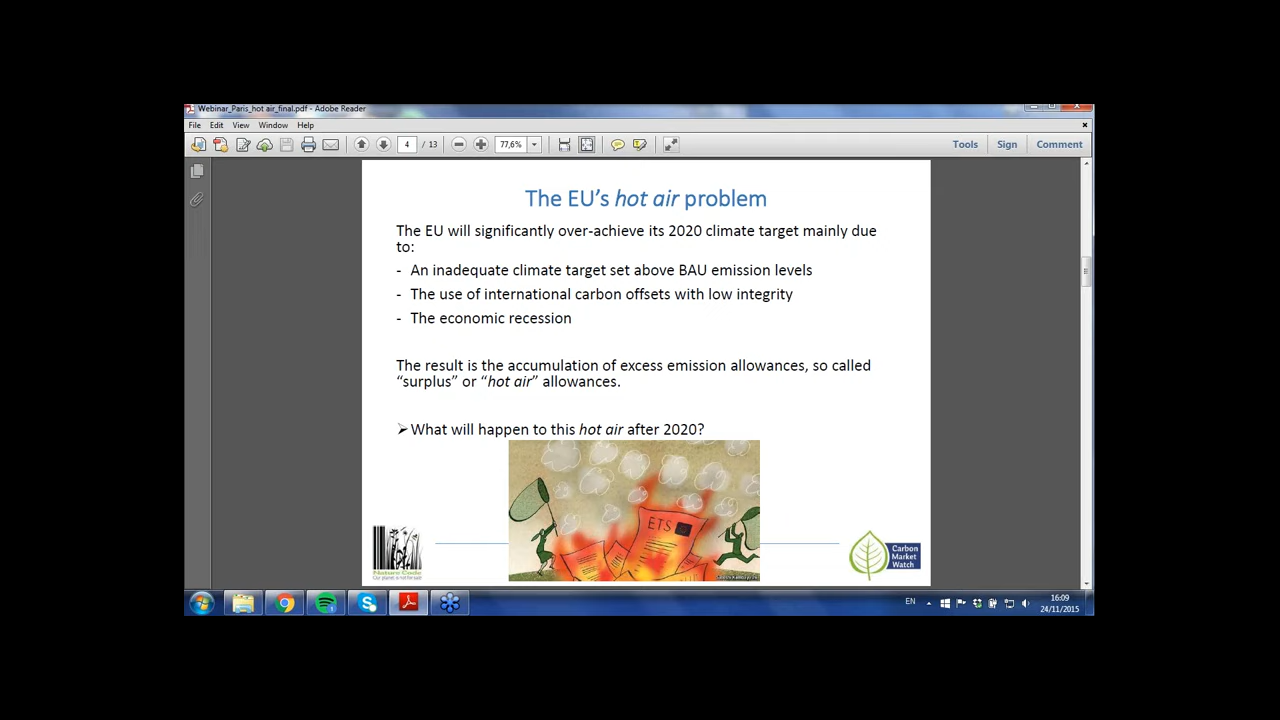 Webinar_Paris_hot air_final.pdf - Adobe Reader
File Edit View Window Help
4 / 13 77,6% Tools Sign Comment
The EU's hot air problem
The EU will significantly over-achieve its 2020 climate target mainly due
to:
- An inadequate climate target set above BAU emission levels
- The use of international carbon offsets with low integrity
- The economic recession
The result is the accumulation of excess emission allowances, so called
“surplus” or “hot air” allowances.
➢What will happen to this hot air after 2020?
ETS
Nature Code
Carbon
Market
Watch
EN
16:09
24/11/2015